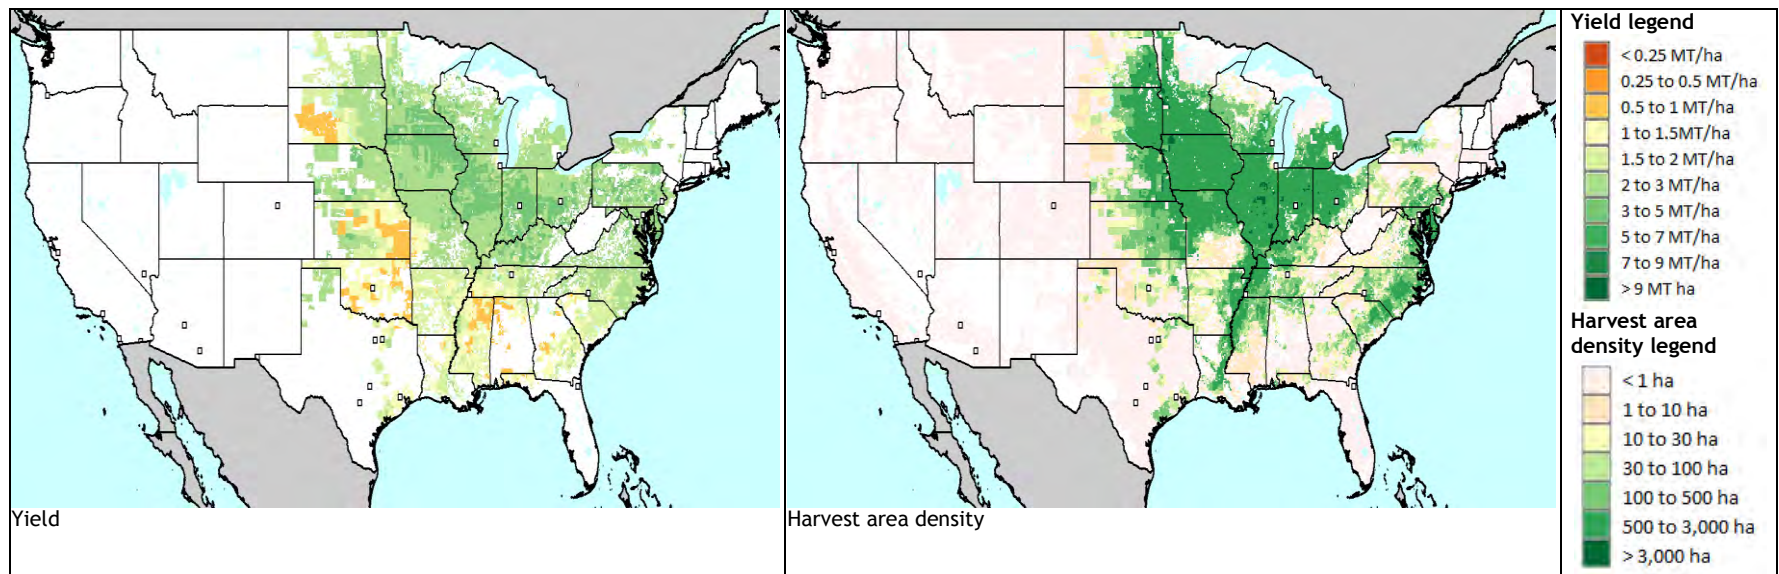 Yield
Harvest area density
Yield legend
< 0.25 MT/ha
0.25 to 0.5 MT/ha
0.5 to 1 MT/ha
1 to 1.5MT/ha
1.5 to 2 MT/ha
2 to 3 MT/ha
3 to 5 MT/ha
5 to 7 MT/ha
7 to 9 MT/ha
> 9 MT ha
Harvest area
density legend
< 1 ha
1 to 10 ha
10 to 30 ha
30 to 100 ha
100 to 500 ha
500 to 3,000 ha
> 3,000 ha